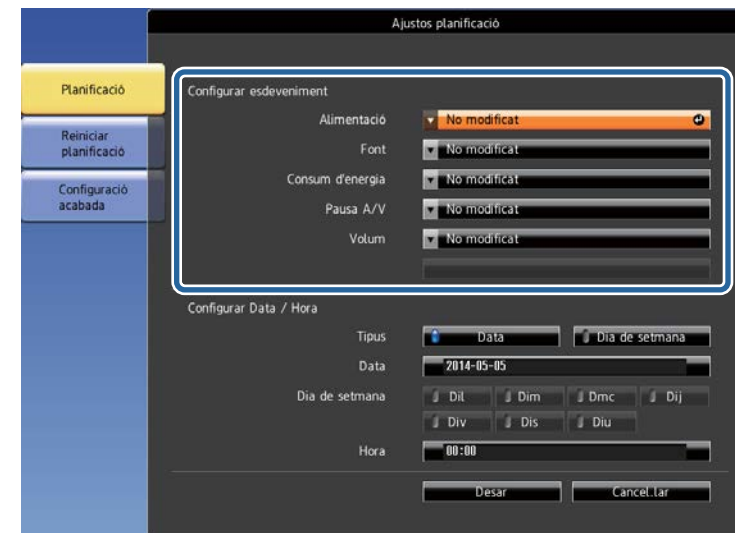 Ajustos planificació
Planificació
Reiniciar
planificació
Configuració
acabada
Configurar esdeveniment
Alimentació No modificat
Font No modificat
Consum d'energia No modificat
Pausa A/V No modificat
Volum No modificat
Configurar Data / Hora
Tipus Data Dia de setmana
Data 2014-05-05
Dia de setmana Dil Dim Dmc Dij
Div Dis Diu
Hora 00:00
Desar Cancel.lar